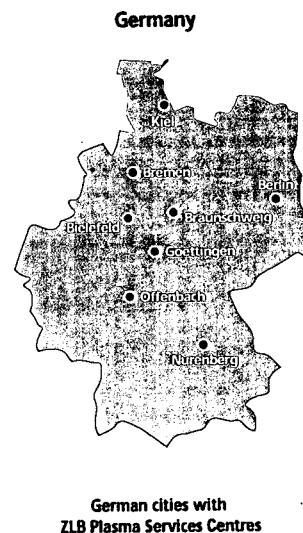 Germany
Kiel
Bremen
Berlin
Braunschweig
Bielefeld
Goettingen
Offenbach
Nurenberg
German cities with
ZLB Plasma Services Centres